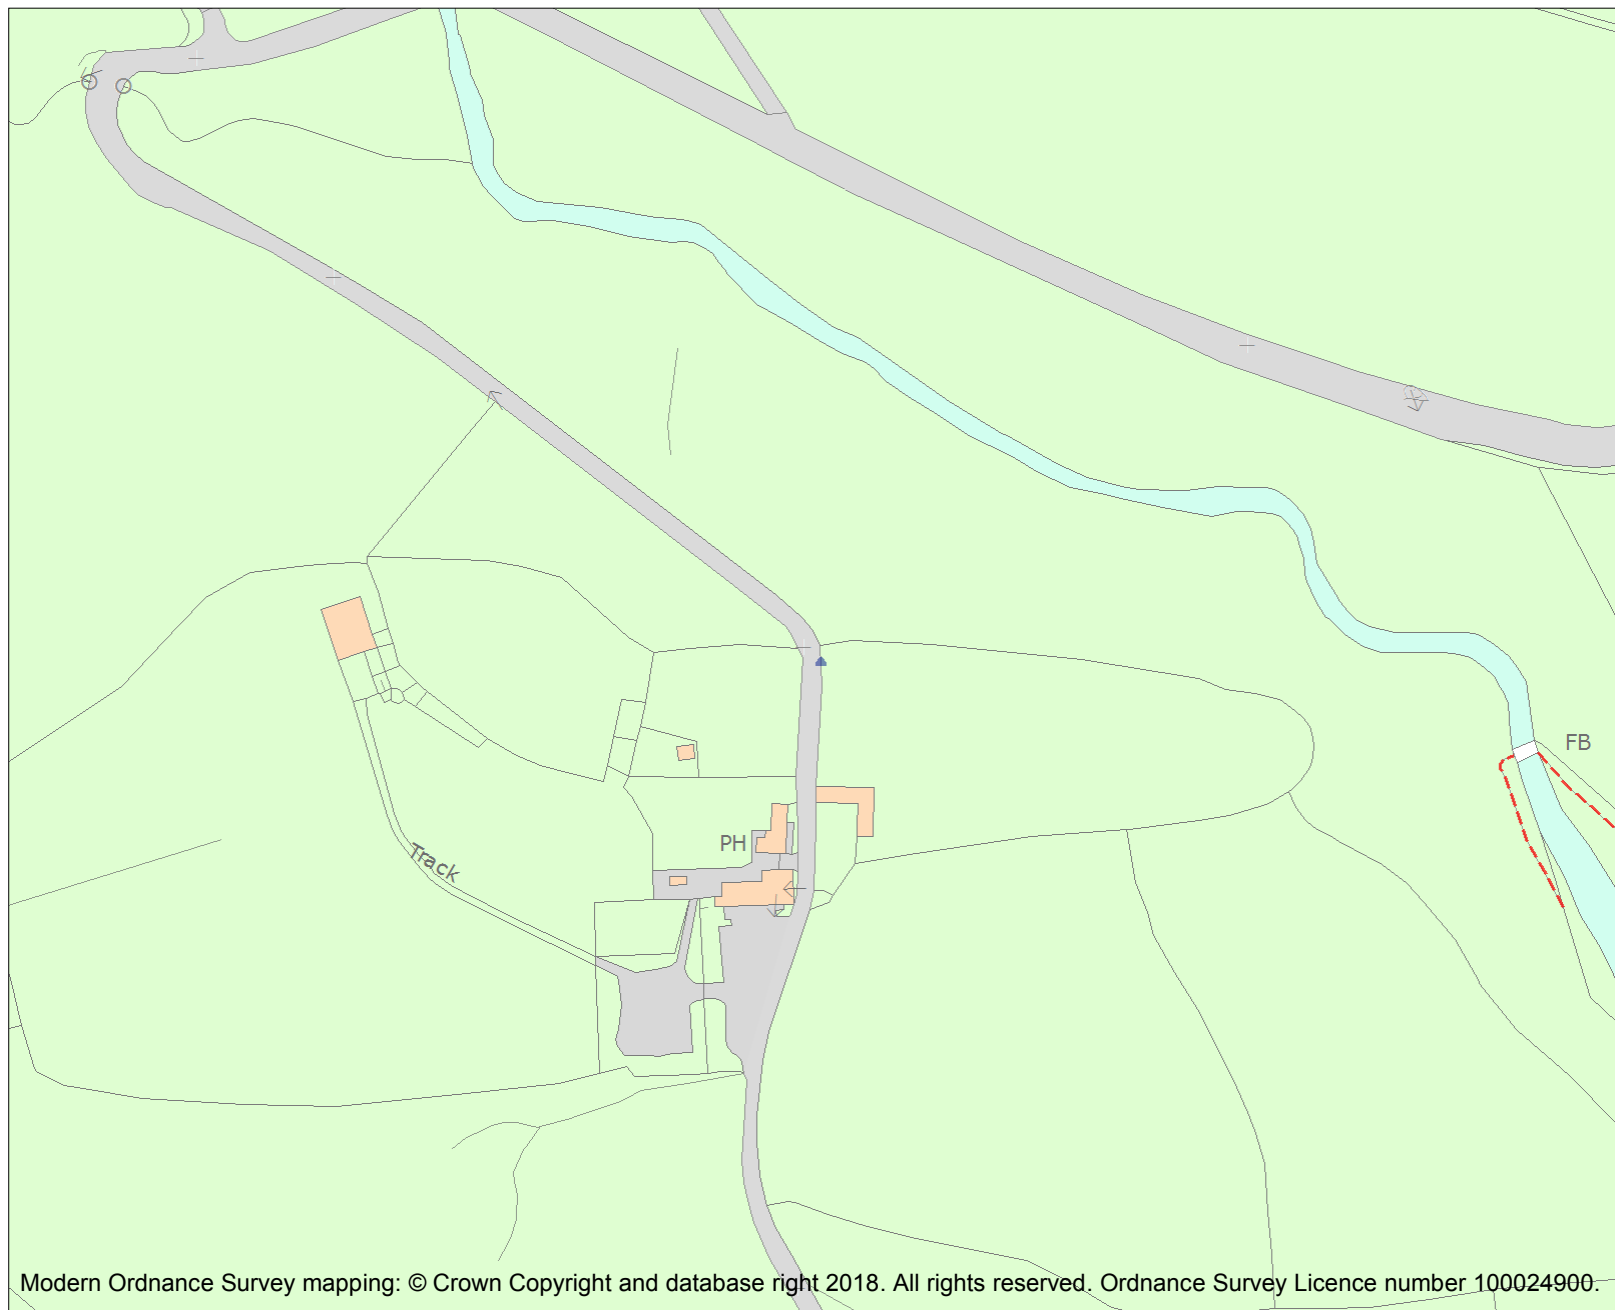 FB
PH
Track
Modern Ordnance Survey mapping: © Crown Copyright and database right 2018. All rights reserved. Ordnance Survey Licence number 100024900.